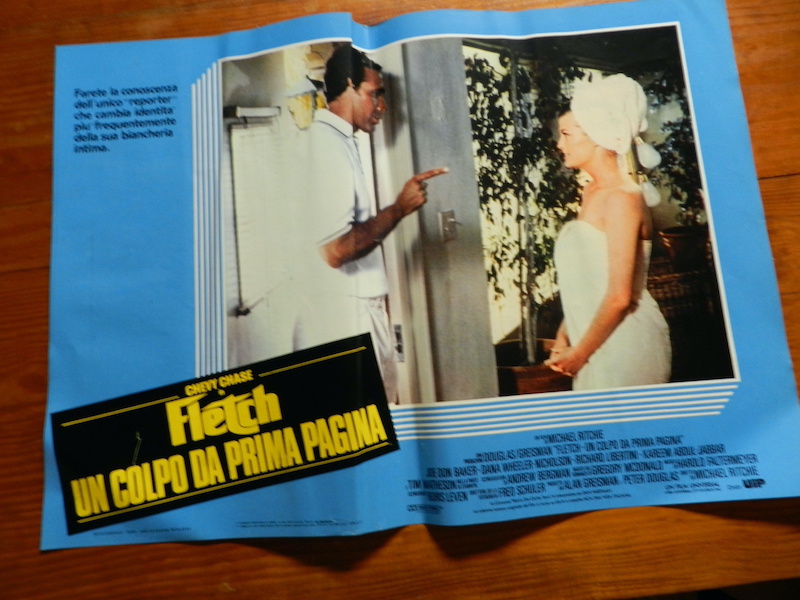 Farete la conoscenza
dell'unico "reporter"
che cambia identità
più frequentemente
della sua biancheria
intima.
CHEVY CHASE
è
Fletch
UN COLPO DA PRIMA PAGINA
MICHAEL RITCHIE
DOUGLAS GREISMAN "FLETCH-UN COLPO DA PRIMA PAGINA"
JOE DON BAKER·DANA WHEELER NICHOLSON·RICHARD LIBERTINI·KAREEM ABDUL JABBAR
TIM MATHESON ANDREW BERGMAN GREGORY MCDONALD HAROLD FALTERMEYER
BORIS LEVEN FRED SCHULER ALAN GREISMAN PETER DOUGLAS MICHAEL RITCHIE
UIP